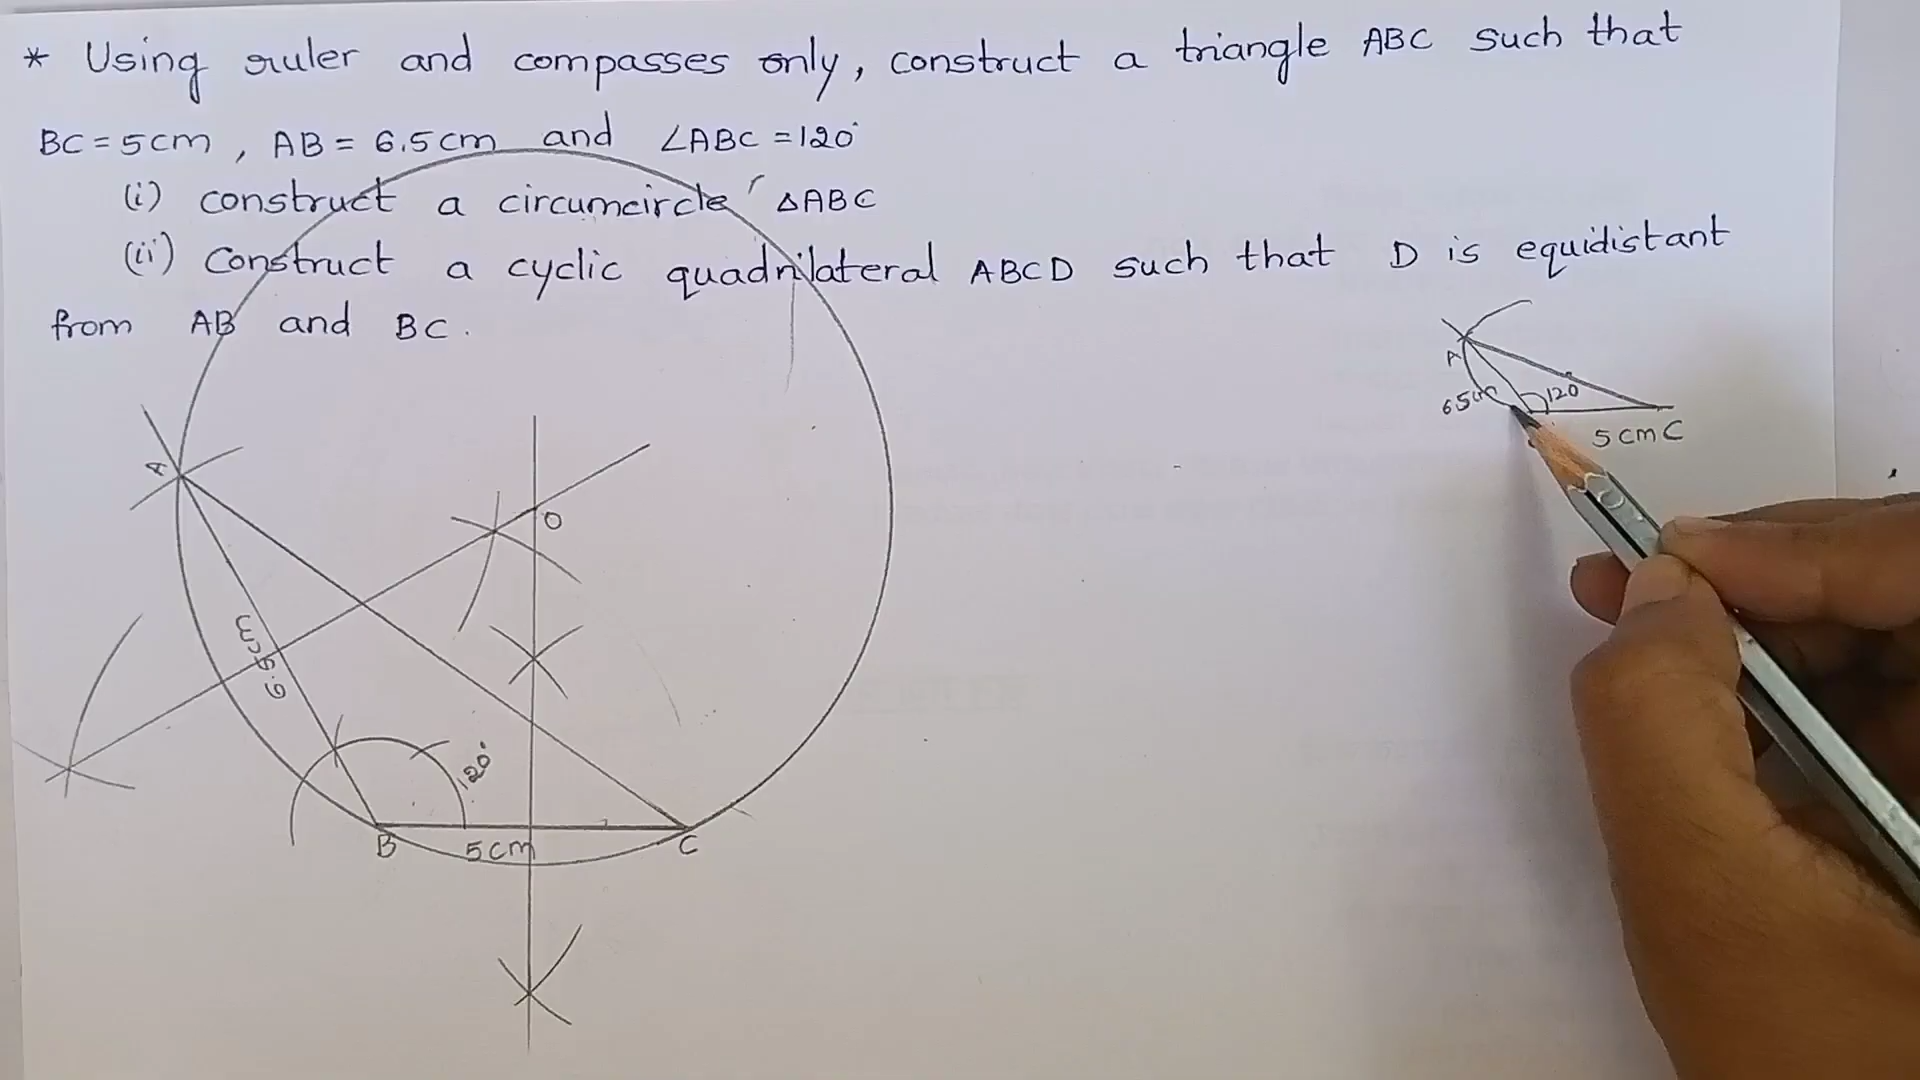 * Using ruler and compasses only, construct a triangle ABC such that
BC = 5cm, AB = 6.5cm and ∠ABC = 120°
(i) construct a circumcircle △ABC
(ii) Construct a cyclic quadrilateral ABCD such that D is equidistant
from AB and BC.
A
6.5cm 120
5cm C
A
O
6.5cm
120°
B 5cm C